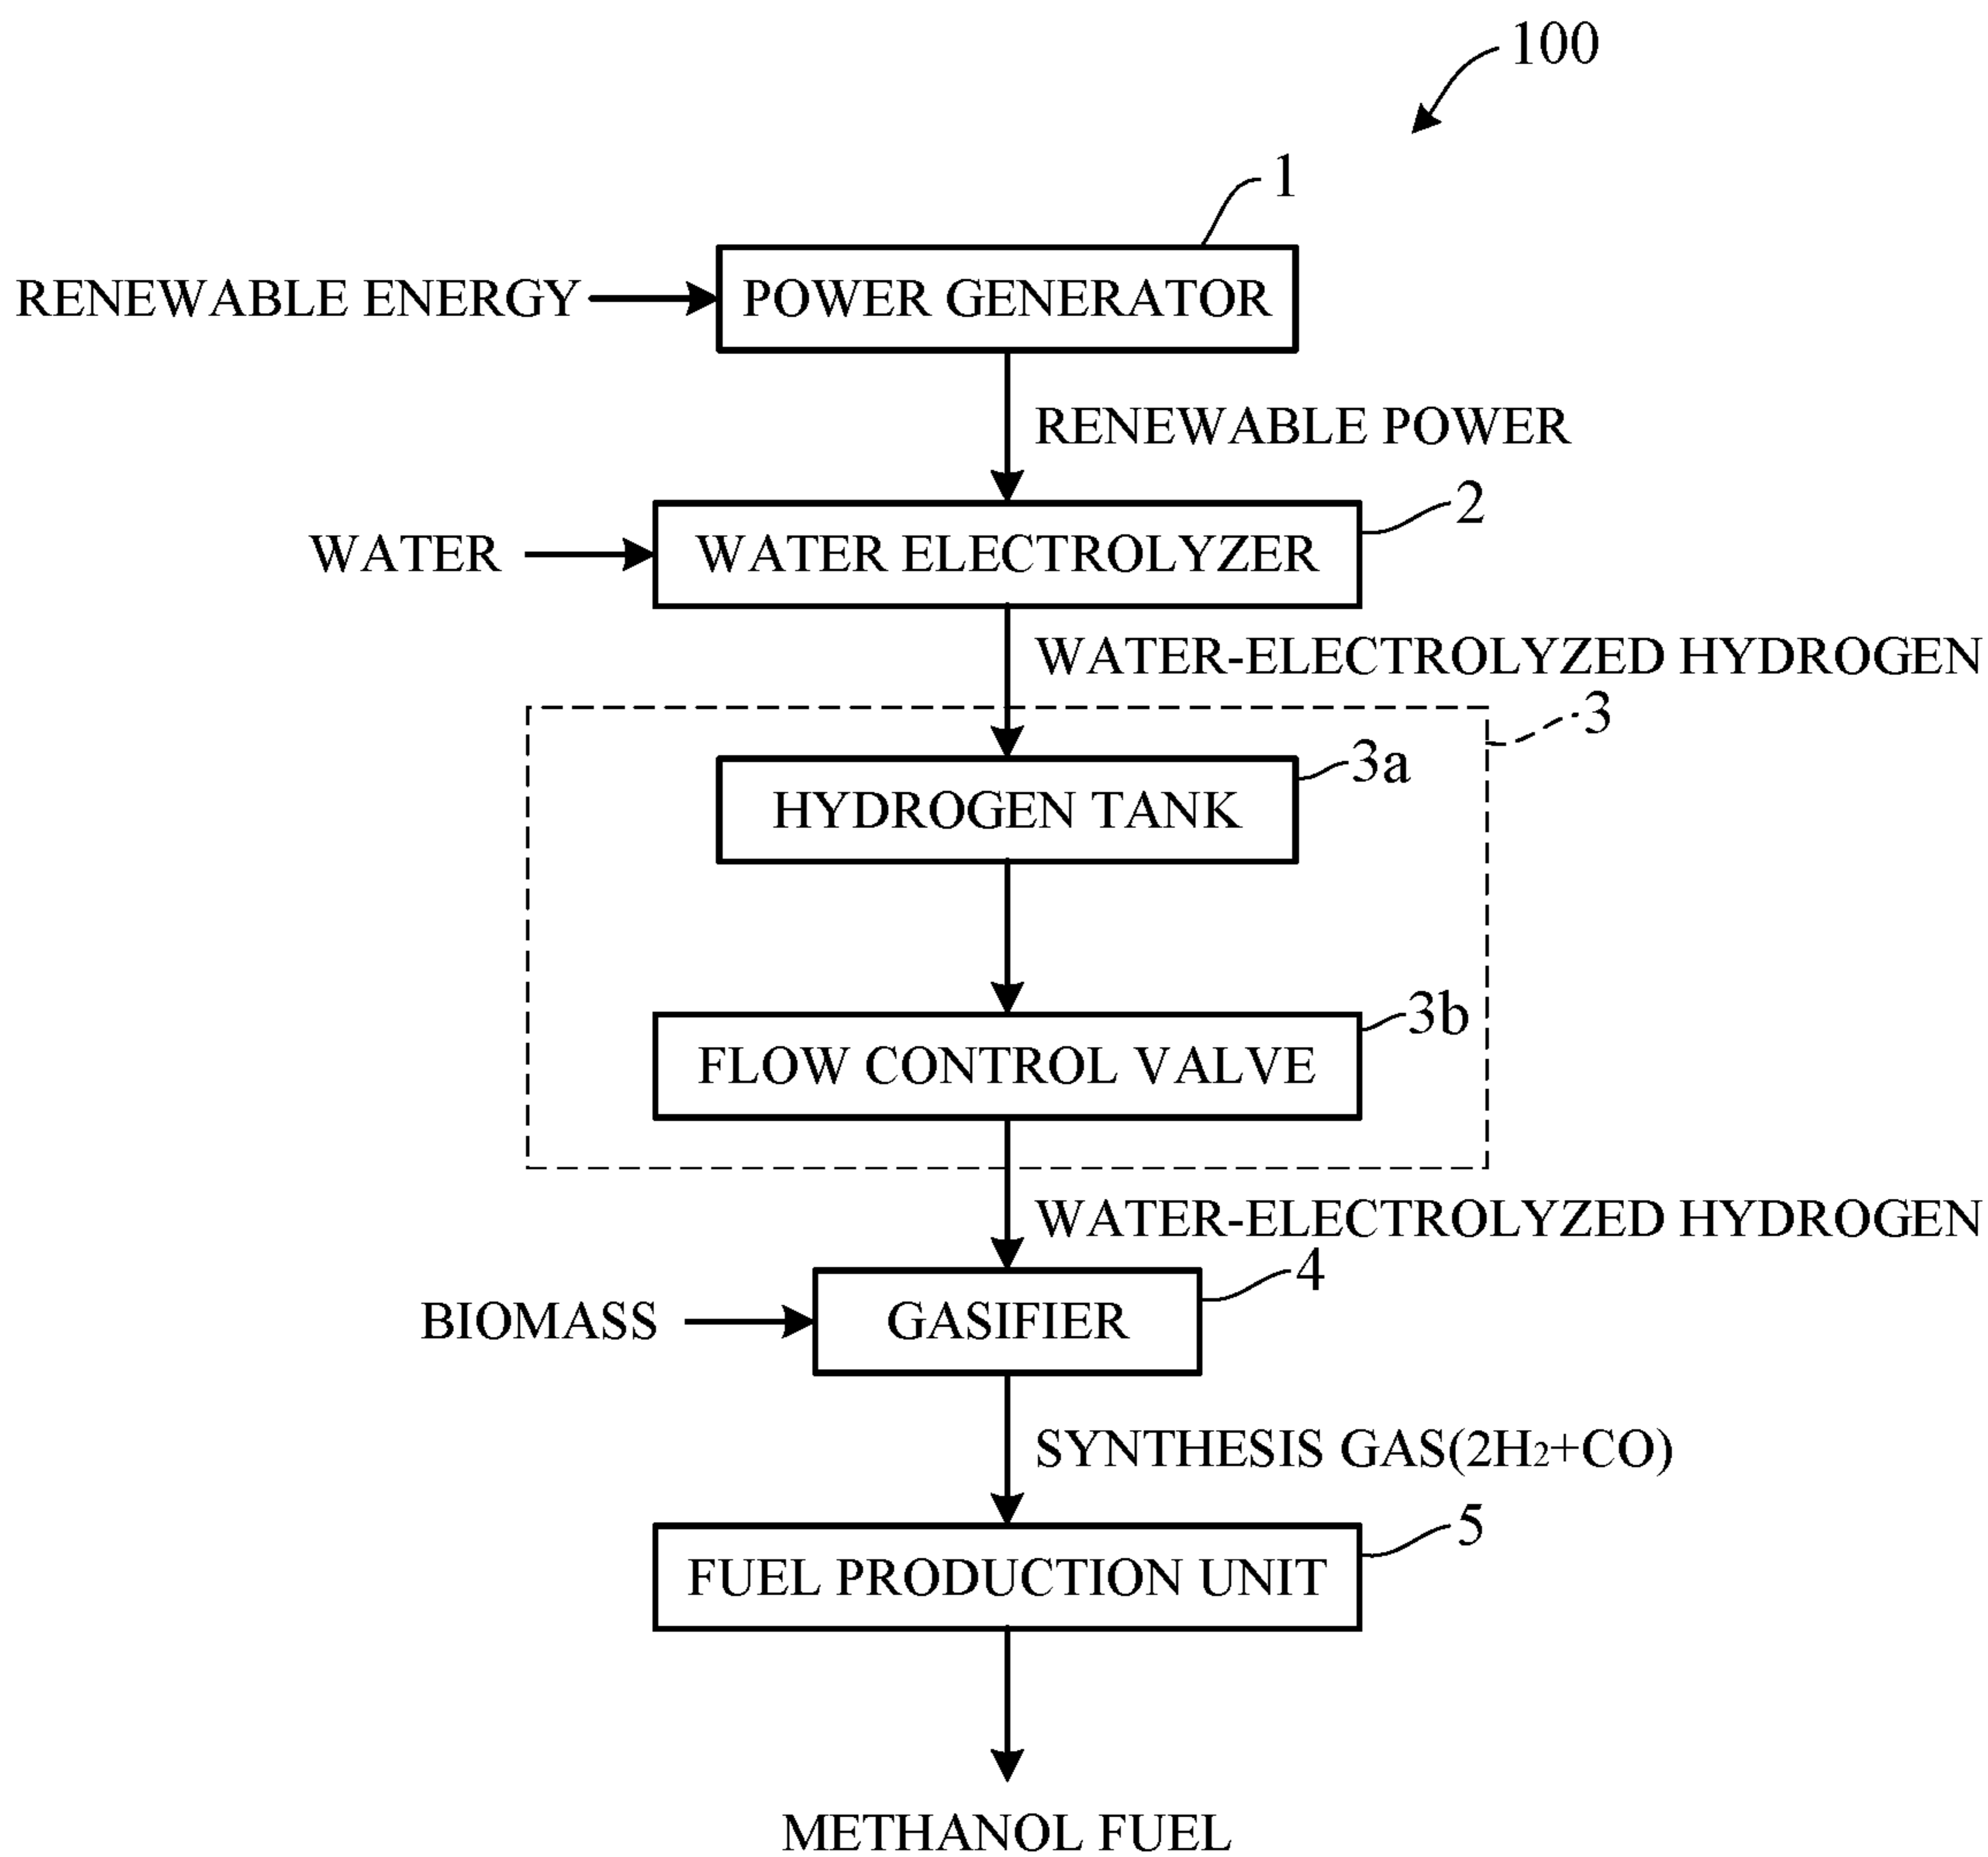 100
1
RENEWABLE ENERGY
POWER GENERATOR
RENEWABLE POWER
2
WATER
WATER ELECTROLYZER
WATER-ELECTROLYZED HYDROGEN
3
3a
HYDROGEN TANK
3b
FLOW CONTROL VALVE
WATER-ELECTROLYZED HYDROGEN
4
BIOMASS
GASIFIER
SYNTHESIS GAS(2H₂+CO)
5
FUEL PRODUCTION UNIT
METHANOL FUEL